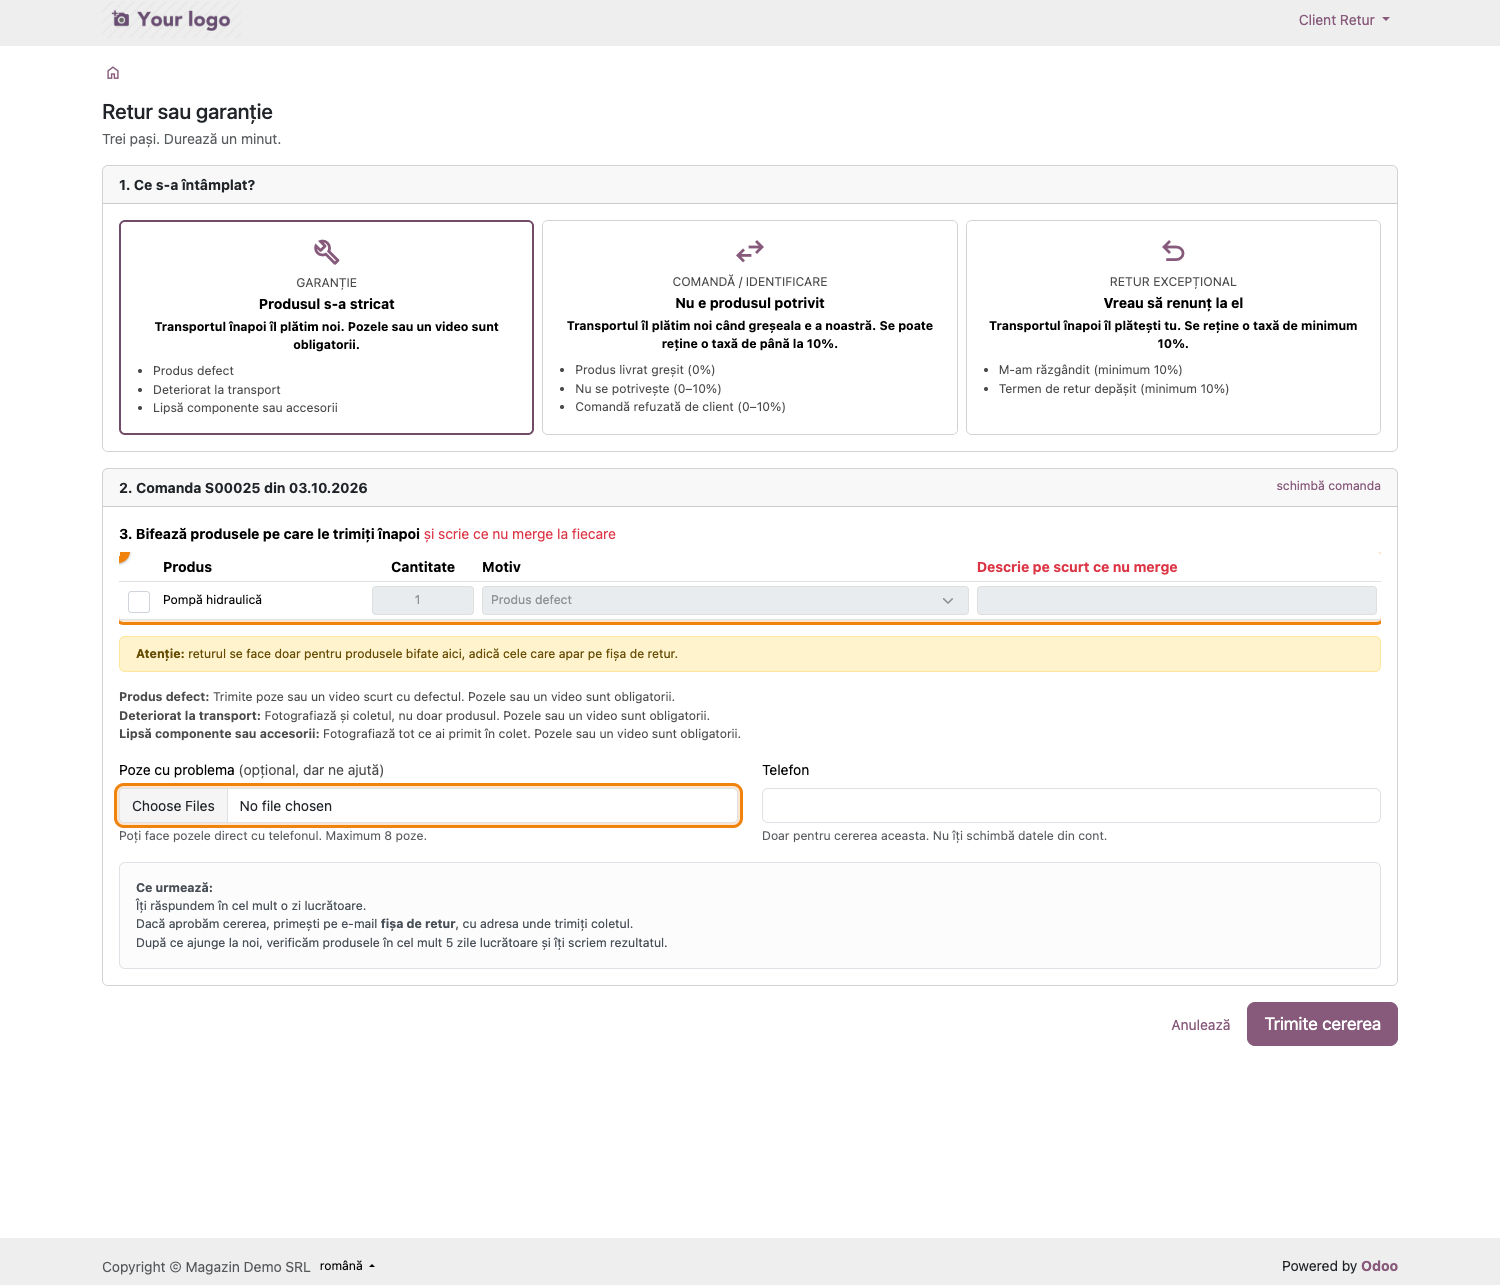 Your logo
Client Retur
Retur sau garanție
Trei pași. Durează un minut.
1. Ce s-a întâmplat?
GARANȚIE
Produsul s-a stricat
Transportul înapoi îl plătim noi. Pozele sau un video sunt
obligatorii.
Produs defect
Deteriorat la transport
Lipsă componente sau accesorii
COMANDĂ / IDENTIFICARE
Nu e produsul potrivit
Transportul îl plătim noi când greșeala e a noastră. Se poate
reține o taxă de până la 10%.
Produs livrat greșit (0%)
Nu se potrivește (0–10%)
Comandă refuzată de client (0–10%)
RETUR EXCEPȚIONAL
Vreau să renunț la el
Transportul înapoi îl plătești tu. Se reține o taxă de minimum
10%.
M-am răzgândit (minimum 10%)
Termen de retur depășit (minimum 10%)
2. Comanda S00025 din 03.10.2026
schimbă comanda
3. Bifează produsele pe care le trimiți înapoi și scrie ce nu merge la fiecare
Produs Cantitate Motiv Descrie pe scurt ce nu merge
Pompă hidraulică 1 Produs defect
Atenție: returul se face doar pentru produsele bifate aici, adică cele care apar pe fișa de retur.
Produs defect: Trimite poze sau un video scurt cu defectul. Pozele sau un video sunt obligatorii.
Deteriorat la transport: Fotografiază și coletul, nu doar produsul. Pozele sau un video sunt obligatorii.
Lipsă componente sau accesorii: Fotografiază tot ce ai primit în colet. Pozele sau un video sunt obligatorii.
Poze cu problema (opțional, dar ne ajută)
Choose Files No file chosen
Poți face pozele direct cu telefonul. Maximum 8 poze.
Telefon
Doar pentru cererea aceasta. Nu îți schimbă datele din cont.
Ce urmează:
Îți răspundem în cel mult o zi lucrătoare.
Dacă aprobăm cererea, primești pe e-mail fișa de retur, cu adresa unde trimiți coletul.
După ce ajunge la noi, verificăm produsele în cel mult 5 zile lucrătoare și îți scriem rezultatul.
Anulează
Trimite cererea
Copyright © Magazin Demo SRL română
Powered by Odoo